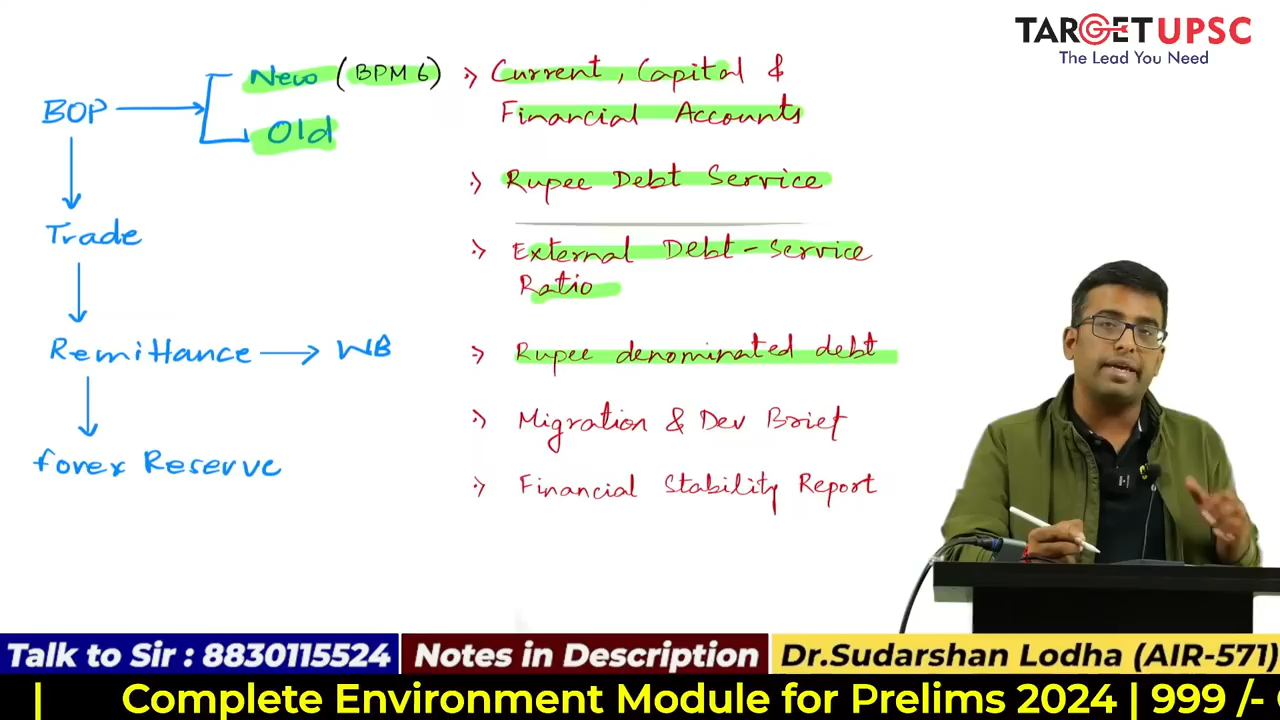 TARGET UPSC
The Lead You Need
BOP
New (BPM 6)
Old
Trade
Remittance → WB
forex Reserve
:> Current, Capital &
Financial Accounts
:> Rupee Debt Service
:> External Debt-Service
Ratio
:> Rupee denominated debt
:> Migration & Dev Brief
:> Financial Stability Report
Talk to Sir : 8830115524
Notes in Description
Dr.Sudarshan Lodha (AIR-571)
| Complete Environment Module for Prelims 2024 | 999 /-